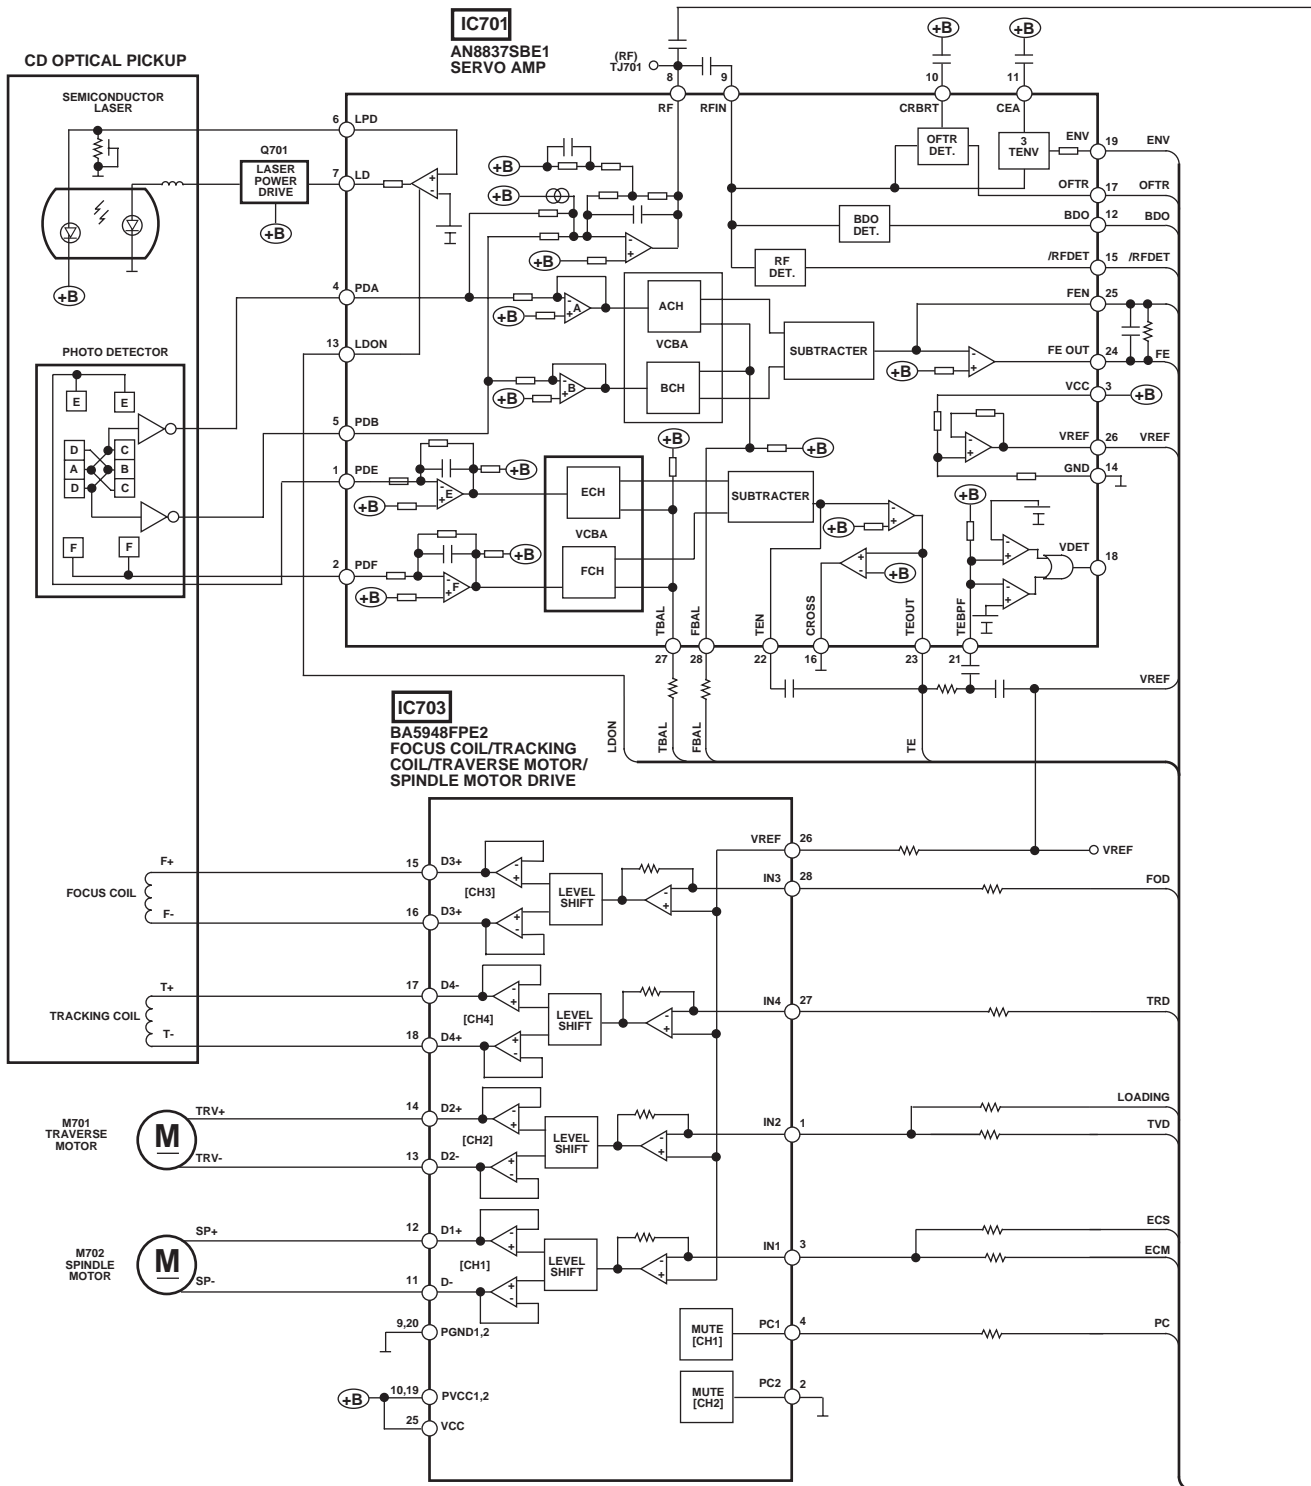 IC701
AN8837SBE1
SERVO AMP
CD OPTICAL PICKUP
SEMICONDUCTOR
LASER
Q701
LASER
POWER
DRIVE
+B
+B
(RF)
TJ701
8
9
10
11
+B
+B
RF
RFIN
CRBRT
CEA
6 LPD
7 LD
+B
+B
+B
+ -
- +
OFTR
DET.
3
TENV
ENV 19 ENV
OFTR 17 OFTR
BDO
DET.
BDO 12 BDO
RF
DET.
/RFDET 15 /RFDET
4 PDA
+B
- + A
ACH
VCBA
BCH
SUBTRACTER
FEN 25
13 LDON
+B
- +
FE OUT 24 FE
+B
- + B
VCC 3 +B
PHOTO DETECTOR
E E
D C
A B
D C
F F
5 PDB
+B
+B
- +
VREF 26 VREF
GND 14
1 PDE
+B
+B
- + E
ECH
VCBA
FCH
SUBTRACTER
+B
- +
+B
+ -
+B
- +
- +
VDET 18
2 PDF
+B
+B
- + F
TBAL
FBAL
TEN
CROSS
TEOUT
TEBPF
27
28
22
16
23
21
VREF
LDON
TBAL
FBAL
TE
IC703
BA5948FPE2
FOCUS COIL/TRACKING
COIL/TRAVERSE MOTOR/
SPINDLE MOTOR DRIVE
VREF 26 VREF
F+ 15 D3+
- +
[CH3]
LEVEL
SHIFT
- +
IN3 28 FOD
FOCUS COIL
F- 16 D3+
+ -
T+ 17 D4-
- +
[CH4]
LEVEL
SHIFT
- +
IN4 27 TRD
TRACKING COIL
T- 18 D4+
+ -
M701
TRAVERSE
MOTOR
M
TRV+ 14 D2+
- +
[CH2]
LEVEL
SHIFT
- +
IN2 1
LOADING
TVD
TRV- 13 D2-
+ -
M702
SPINDLE
MOTOR
M
SP+ 12 D1+
- +
[CH1]
LEVEL
SHIFT
- +
IN1 3
ECS
ECM
SP- 11 D-
+ -
9,20 PGND1,2
MUTE
[CH1]
PC1 4 PC
+B 10,19 PVCC1,2
MUTE
[CH2]
PC2 2
25 VCC